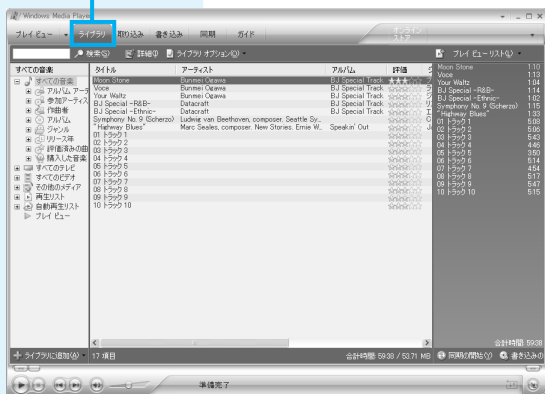 Windows Media Player
プレイ ビュー ライブラリ 取り込み 書き込み 同期 ガイド オンラインストア
検索(S) 詳細(I) ライブラリ オプション(O) プレイ ビュー リスト(L)
すべての音楽 タイトル アーティスト アルバム 評価
すべての音楽
アルバム アーテ
参加アーティス
作曲者
アルバム
ジャンル
リリース年
評価済みの曲
購入した音楽
すべてのテレビ
すべてのビデオ
その他のメディア
再生リスト
自動再生リスト
プレイ ビュー
Moon Stone Bunmei Ogawa BJ Special Track
Voce Bunmei Ogawa BJ Special Track
Your Waltz Bunmei Ogawa BJ Special Track
BJ Special ~R&B~ Datacraft BJ Special Track
BJ Special ~Ethnic~ Datacraft BJ Special Track
Symphony No. 9 (Scherzo) Ludwig van Beethoven, composer. Seattle Sy...
"Highway Blues" Marc Seales, composer. New Stories. Ernie W... Speakin' Out
01 トラック 1
02 トラック 2
03 トラック 3
04 トラック 4
05 トラック 5
06 トラック 6
07 トラック 7
08 トラック 8
09 トラック 9
10 トラック 10
Moon Stone 1:10
Voce 1:13
Your Waltz 1:04
BJ Special ~R&B~ 1:14
BJ Special ~Ethnic~ 1:02
Symphony No. 9 (Scherzo) 1:15
"Highway Blues" 1:33
01 トラック 1 5:08
02 トラック 2 5:06
03 トラック 3 5:43
04 トラック 4 4:46
05 トラック 5 3:50
06 トラック 6 5:14
07 トラック 7 4:54
08 トラック 8 5:17
09 トラック 9 5:47
10 トラック 10 5:15
合計時間: 59:38
ライブラリに追加(A) 17 項目 合計時間: 59:38 / 53.71 MB 同期の開始(Y) 書き込みの
準備完了